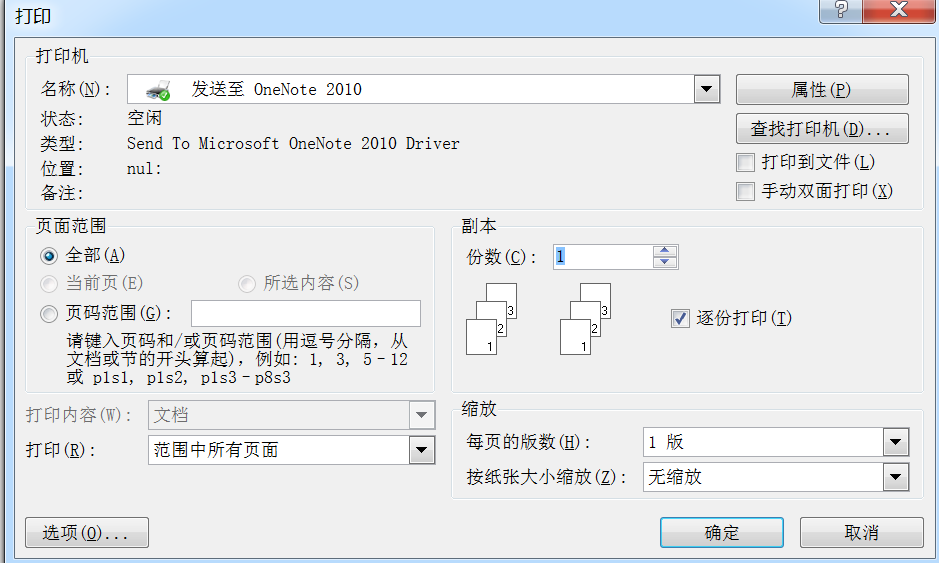 打印
打印机
名称(N): 发送至 OneNote 2010 属性(P)
状态: 空闲 查找打印机(D)...
类型: Send To Microsoft OneNote 2010 Driver
位置: nul: 打印到文件(L)
备注: 手动双面打印(X)
页面范围
全部(A)
当前页(E) 所选内容(S)
页码范围(G):
请键入页码和/或页码范围(用逗号分隔，从
文档或节的开头算起)，例如: 1, 3, 5-12
或 p1s1, p1s2, p1s3-p8s3
副本
份数(C): 1
3 3
2 2
1 1
逐份打印(T)
打印内容(W): 文档
打印(R): 范围中所有页面
缩放
每页的版数(H): 1 版
按纸张大小缩放(Z): 无缩放
选项(O)... 确定 取消